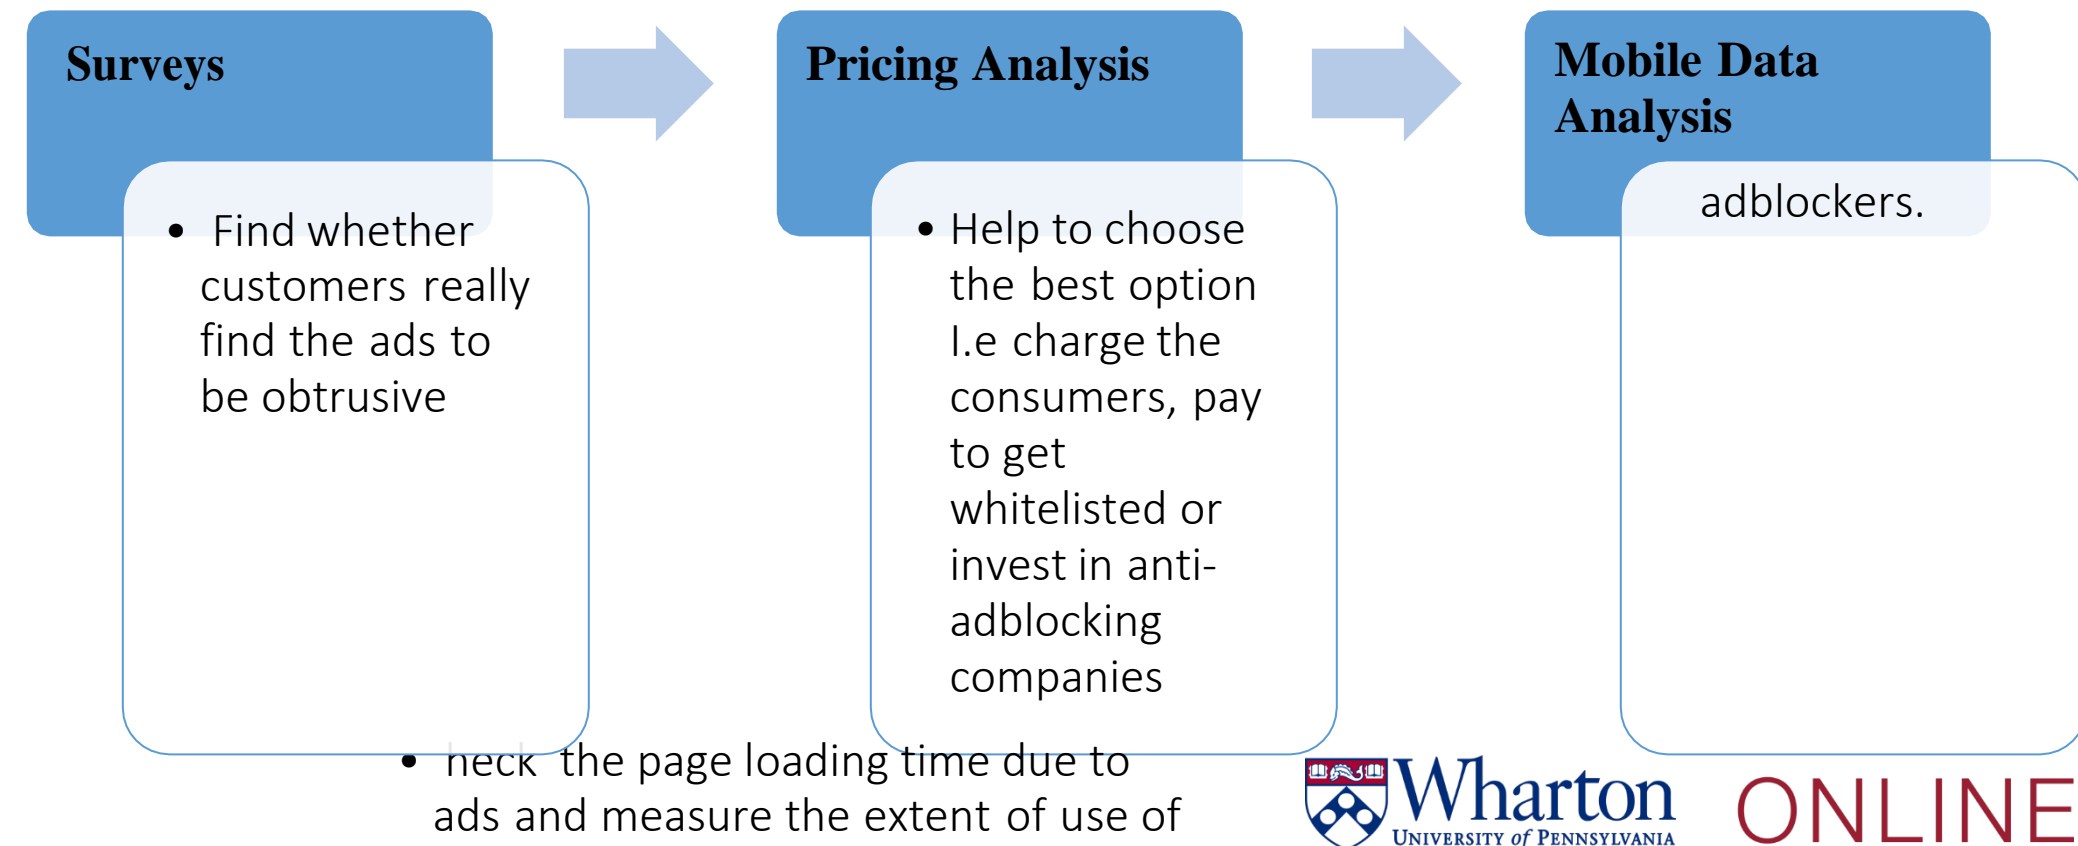 Surveys
• Find whether
customers really
find the ads to
be obtrusive
Pricing Analysis
• Help to choose
the best option
I.e charge the
consumers, pay
to get
whitelisted or
invest in anti-
adblocking
companies
Mobile Data
Analysis
adblockers.
• heck the page loading time due to
ads and measure the extent of use of
Wharton
UNIVERSITY of PENNSYLVANIA
ONLINE